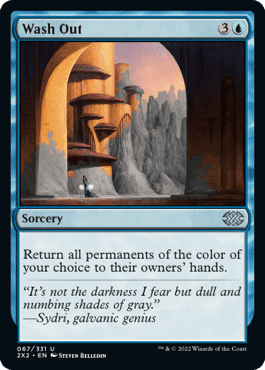 Wash Out 3
Sorcery
Return all permanents of the color of
your choice to their owners' hands.
“It's not the darkness I fear but dull and
numbing shades of gray.”
—Sydri, galvanic genius
067/331 U
2X2 • EN Steven Belledin
™ & © 2022 Wizards of the Coast